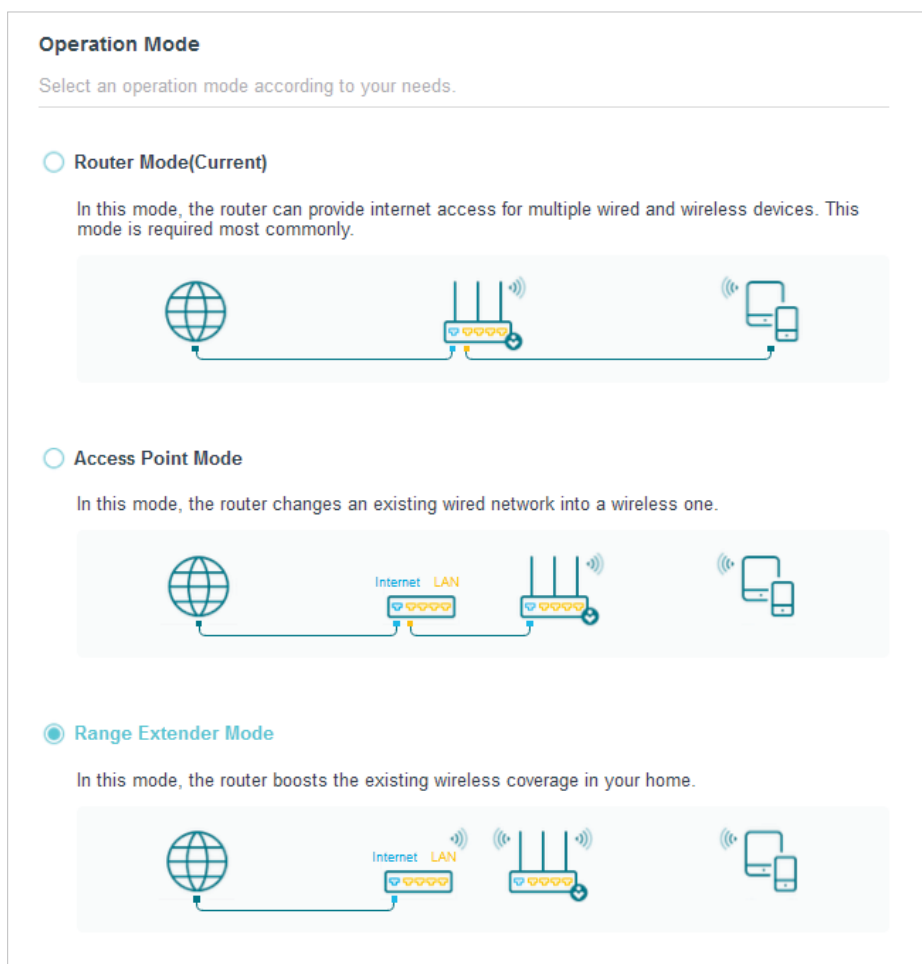 Operation Mode
Select an operation mode according to your needs.
Router Mode(Current)
In this mode, the router can provide internet access for multiple wired and wireless devices. This
mode is required most commonly.
Access Point Mode
In this mode, the router changes an existing wired network into a wireless one.
Internet LAN
Range Extender Mode
In this mode, the router boosts the existing wireless coverage in your home.
Internet LAN